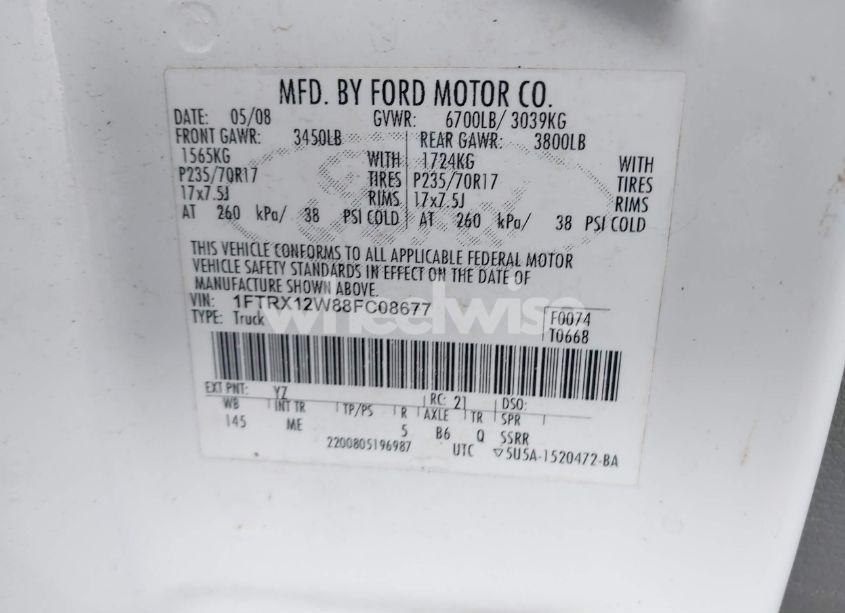 MFD. BY FORD MOTOR CO.
DATE: 05/08 GVWR: 6700LB/ 3039KG
FRONT GAWR: 3450LB REAR GAWR: 3800LB
1565KG WITH 1724KG WITH
P235/70R17 TIRES P235/70R17 TIRES
17x7.5J RIMS 17x7.5J RIMS
AT 260 kPa/ 38 PSI COLD AT 260 kPa/ 38 PSI COLD
THIS VEHICLE CONFORMS TO ALL APPLICABLE FEDERAL MOTOR
VEHICLE SAFETY STANDARDS IN EFFECT ON THE DATE OF
MANUFACTURE SHOWN ABOVE.
VIN: 1FTRX12W88FC08677
TYPE: Truck
F0074
T0668
wheelwise
EXT PNT: YZ RC: 21 DSO:
WB INT TR TP/PS R AXLE TR SPR
145 ME 5 B6 Q SSRR
2200805196987 UTC ▽5U5A-1520472-BA